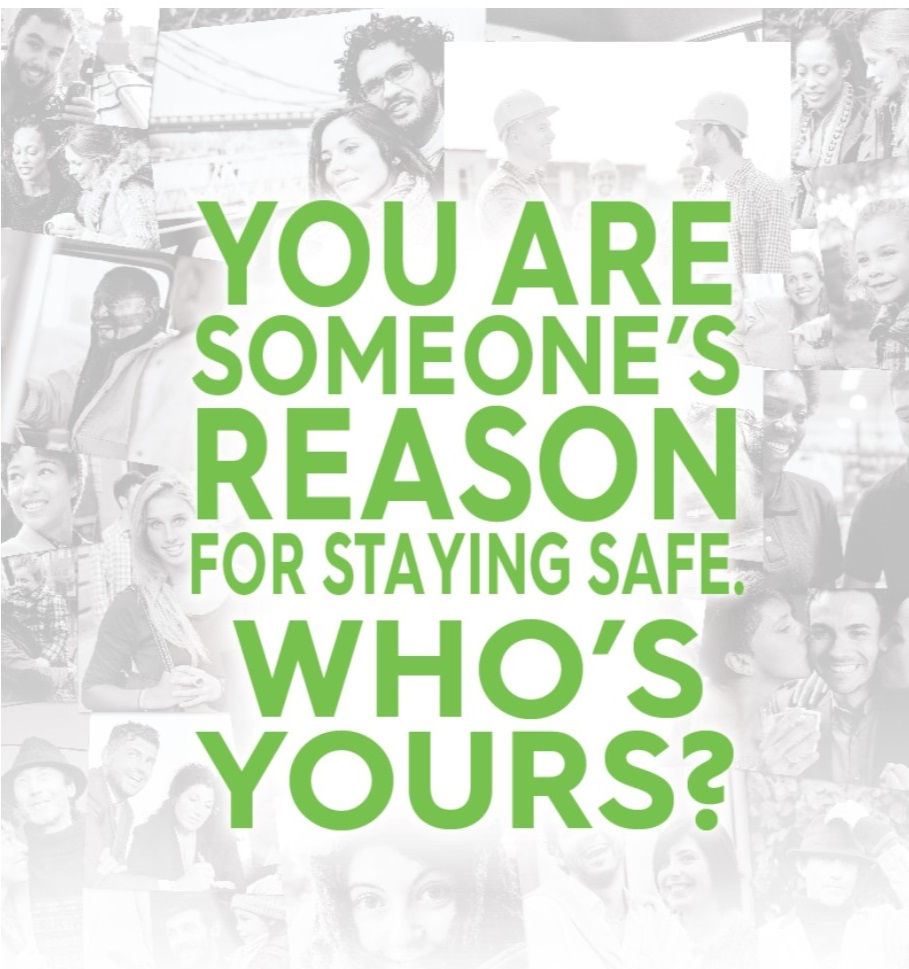 YOU ARE
SOMEONE’S
REASON
FOR STAYING SAFE.
WHO’S
YOURS?